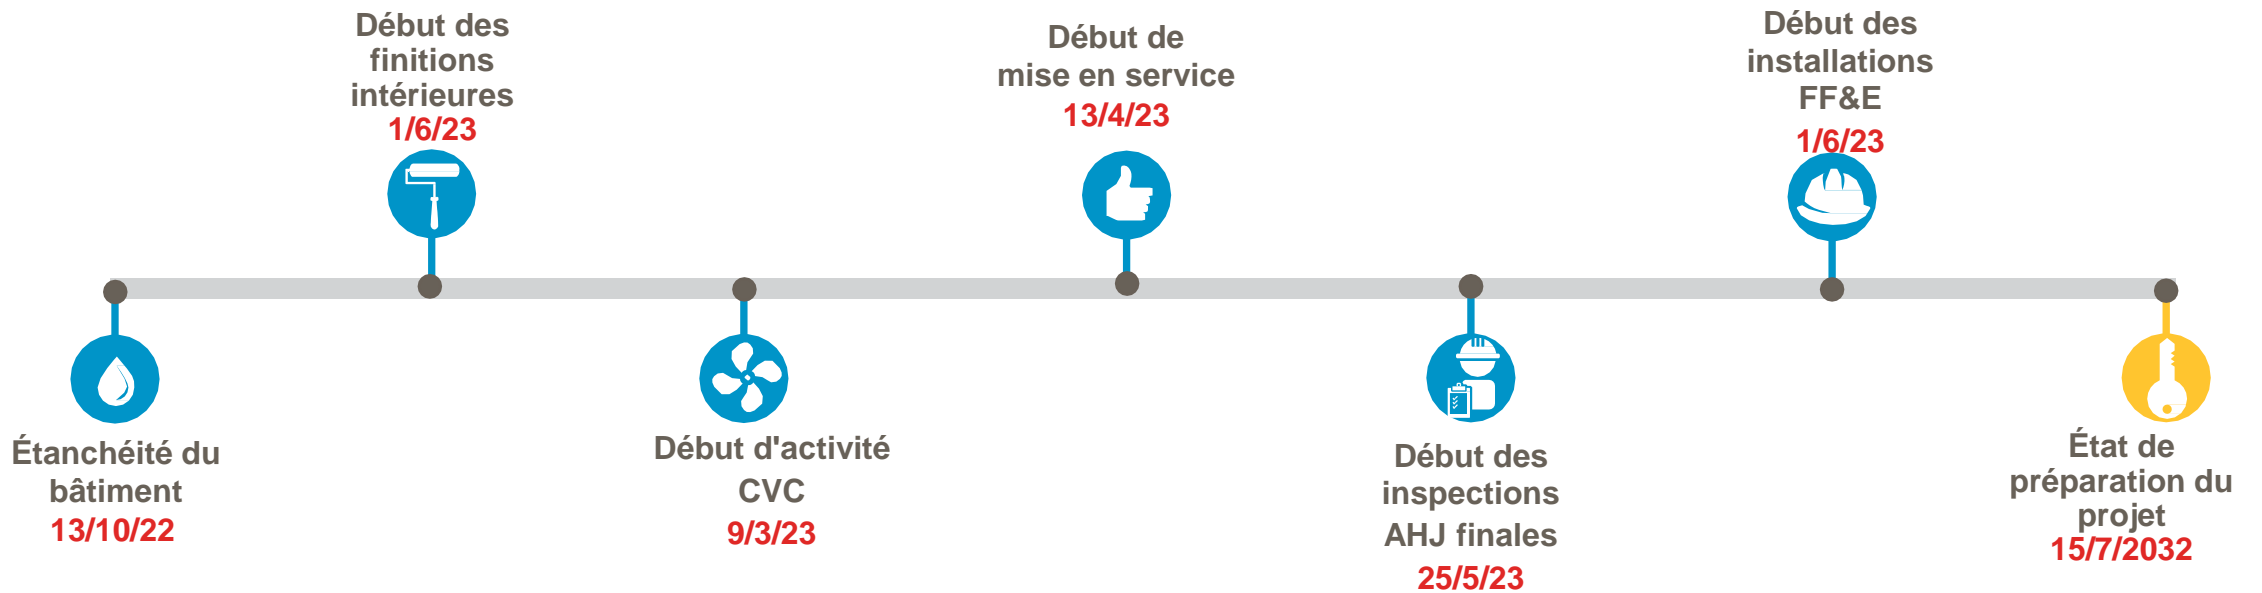 Étanchéité du
bâtiment
13/10/22
Début des
finitions
intérieures
1/6/23
Début d'activité
CVC
9/3/23
Début de
mise en service
13/4/23
Début des
inspections
AHJ finales
25/5/23
Début des
installations
FF&E
1/6/23
État de
préparation du
projet
15/7/2032